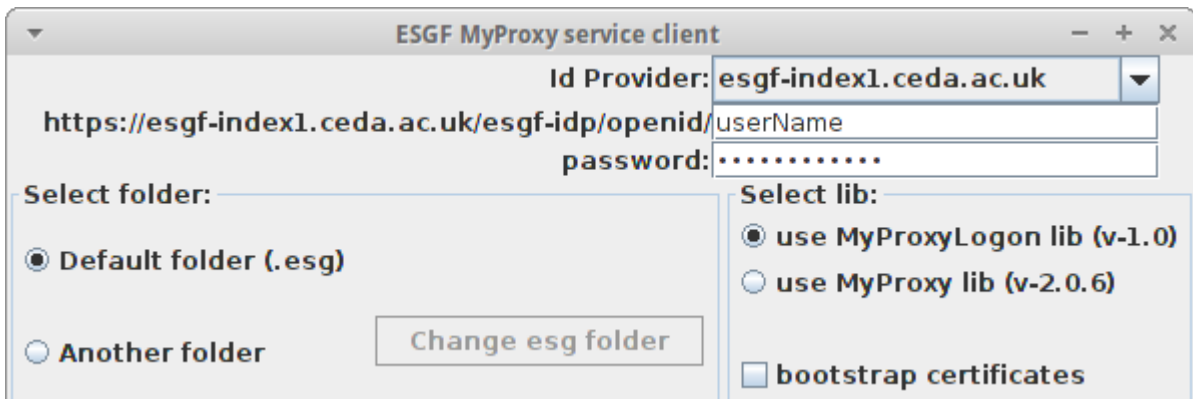 ESGF MyProxy service client
Id Provider: esgf-index1.ceda.ac.uk
https://esgf-index1.ceda.ac.uk/esgf-idp/openid/ userName
password: ••••••••••••
Select folder:
Default folder (.esg)
Another folder
Change esg folder
Select lib:
use MyProxyLogon lib (v-1.0)
use MyProxy lib (v-2.0.6)
bootstrap certificates